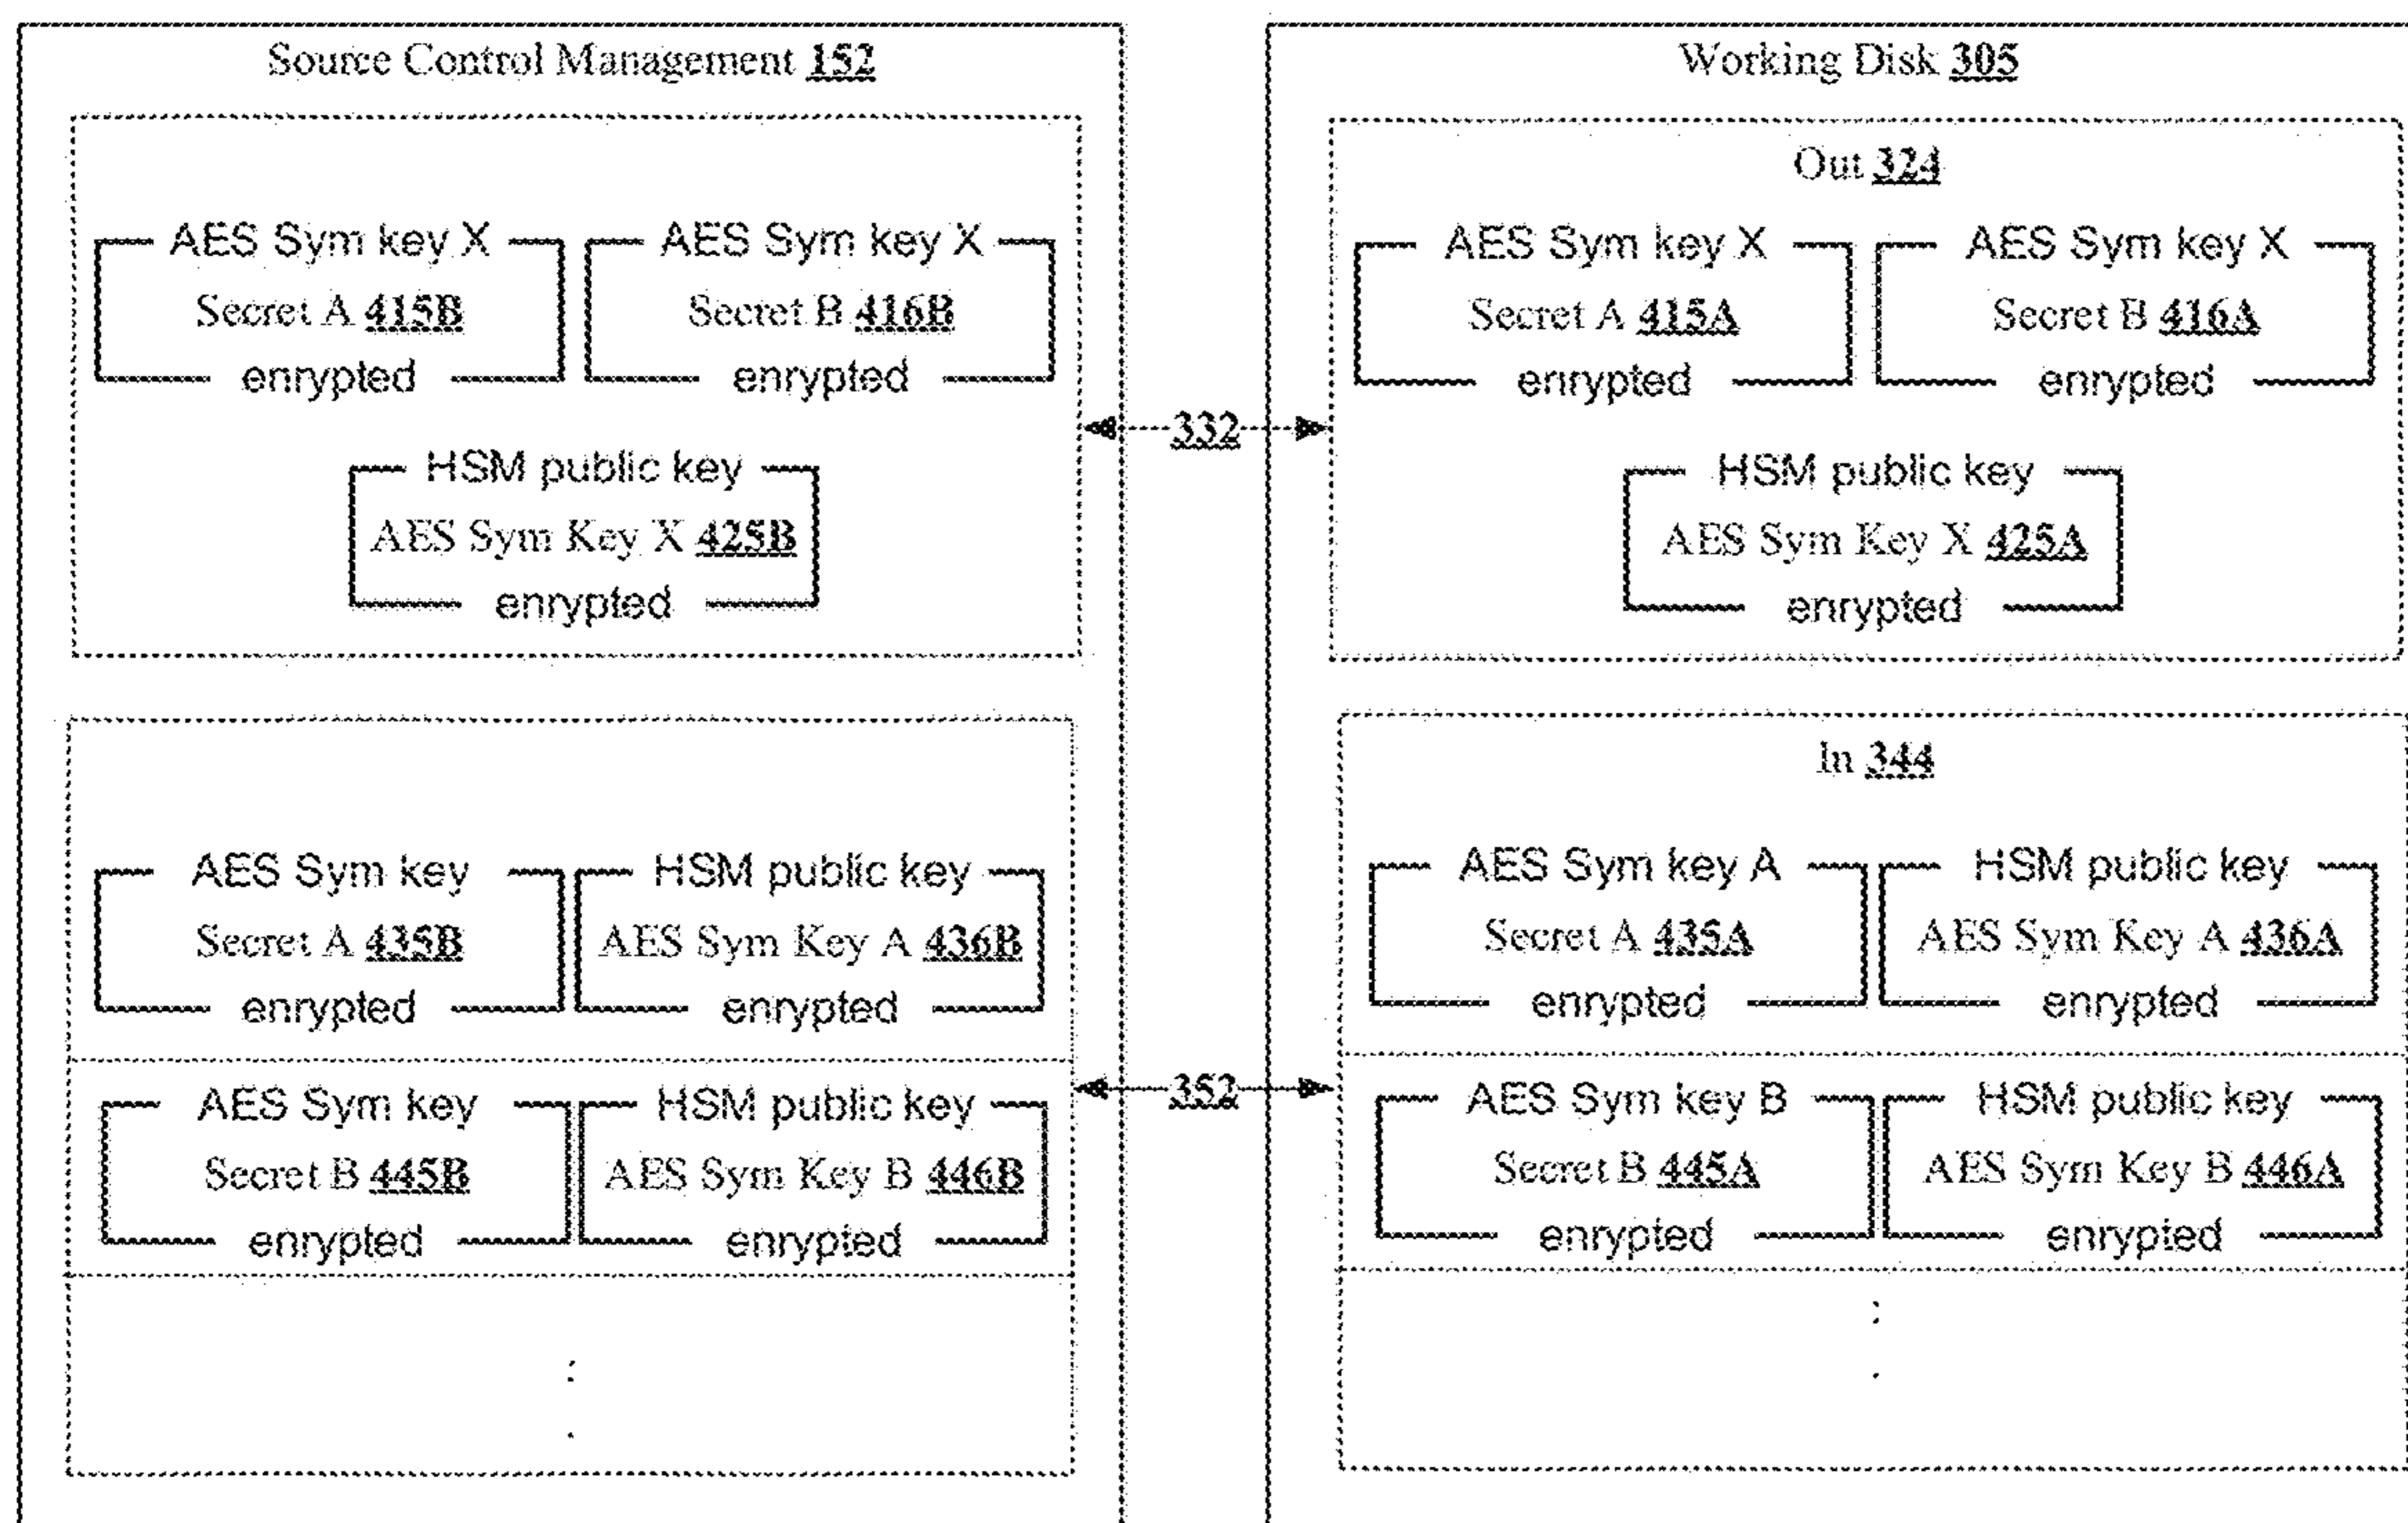 Source Control Management 152
AES Sym key X
Secret A 415B
enrypted
AES Sym key X
Secret B 416B
enrypted
HSM public key
AES Sym Key X 425B
enrypted
AES Sym key
Secret A 435B
enrypted
HSM public key
AES Sym Key A 436B
enrypted
AES Sym key
Secret B 445B
enrypted
HSM public key
AES Sym Key B 446B
enrypted
332
352
Working Disk 305
Out 324
AES Sym key X
Secret A 415A
enrypted
AES Sym key X
Secret B 416A
enrypted
HSM public key
AES Sym Key X 425A
enrypted
In 344
AES Sym key A
Secret A 435A
enrypted
HSM public key
AES Sym Key A 436A
enrypted
AES Sym key B
Secret B 445A
enrypted
HSM public key
AES Sym Key B 446A
enrypted